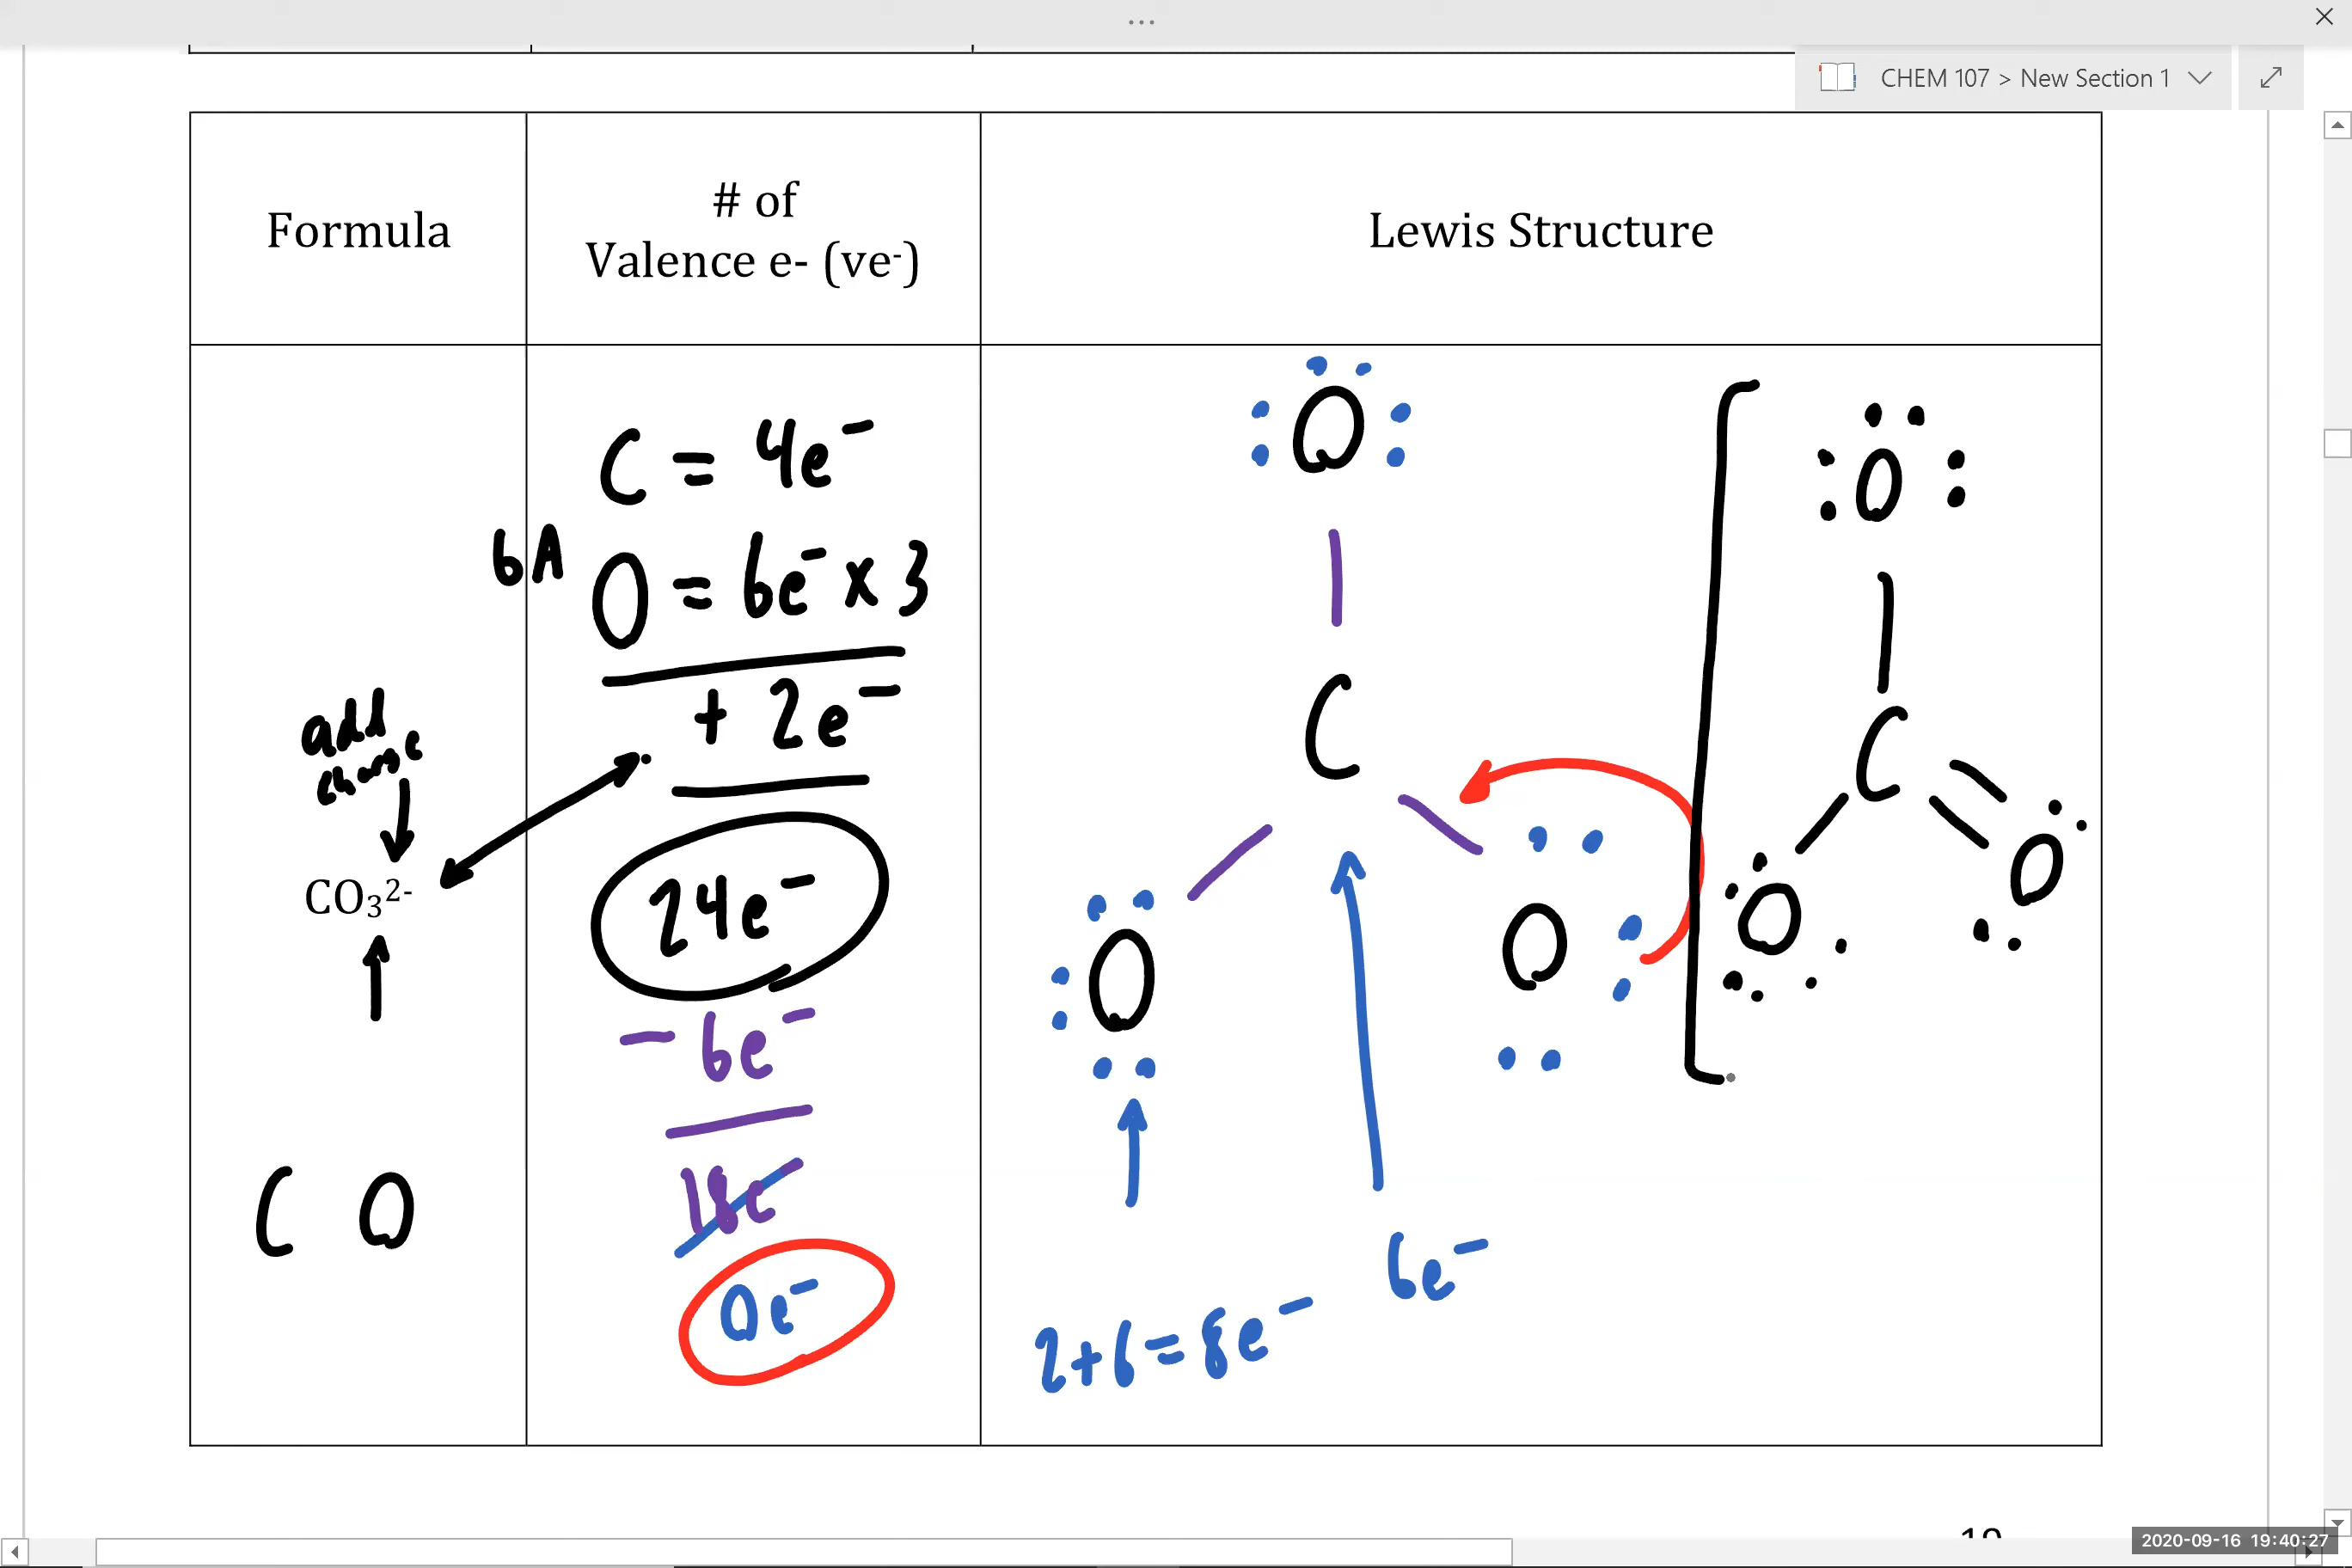 CHEM 107 > New Section 1
Formula
# of
Valence e- (ve-)
Lewis Structure
C = 4e⁻
6A
O = 6e⁻ x 3
+ 2e⁻
add
CO₃²⁻
24e⁻
- 6e⁻
18e
0e⁻
C O
O
C
O
O
6e⁻
2+6=8e⁻
O
C
O
O
2020-09-16 19:40:27